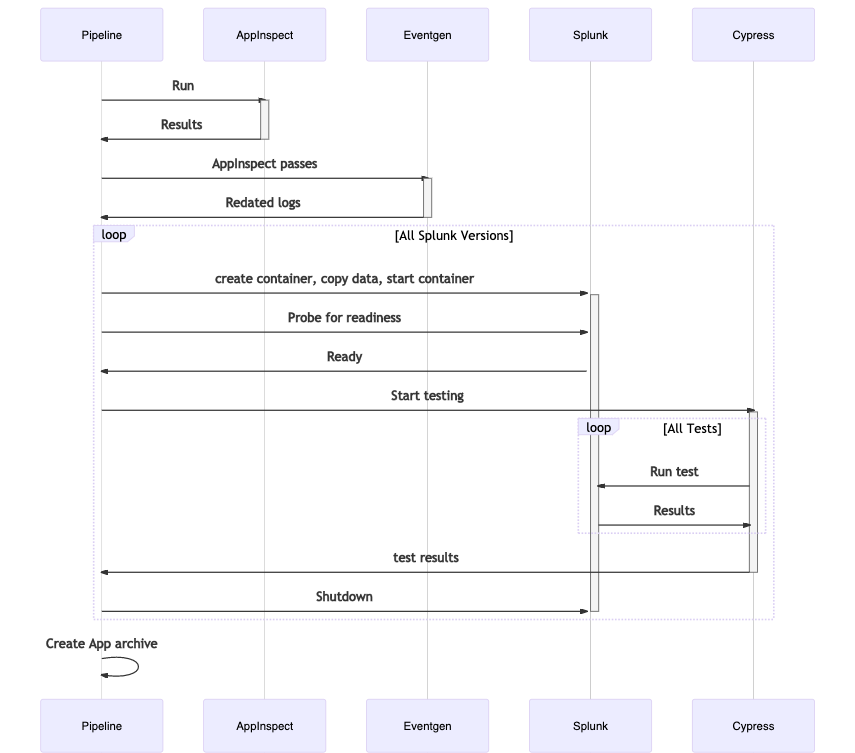 Pipeline
AppInspect
Eventgen
Splunk
Cypress
Run
Results
AppInspect passes
Redated logs
loop
[All Splunk Versions]
create container, copy data, start container
Probe for readiness
Ready
Start testing
loop
[All Tests]
Run test
Results
test results
Shutdown
Create App archive
Pipeline
AppInspect
Eventgen
Splunk
Cypress